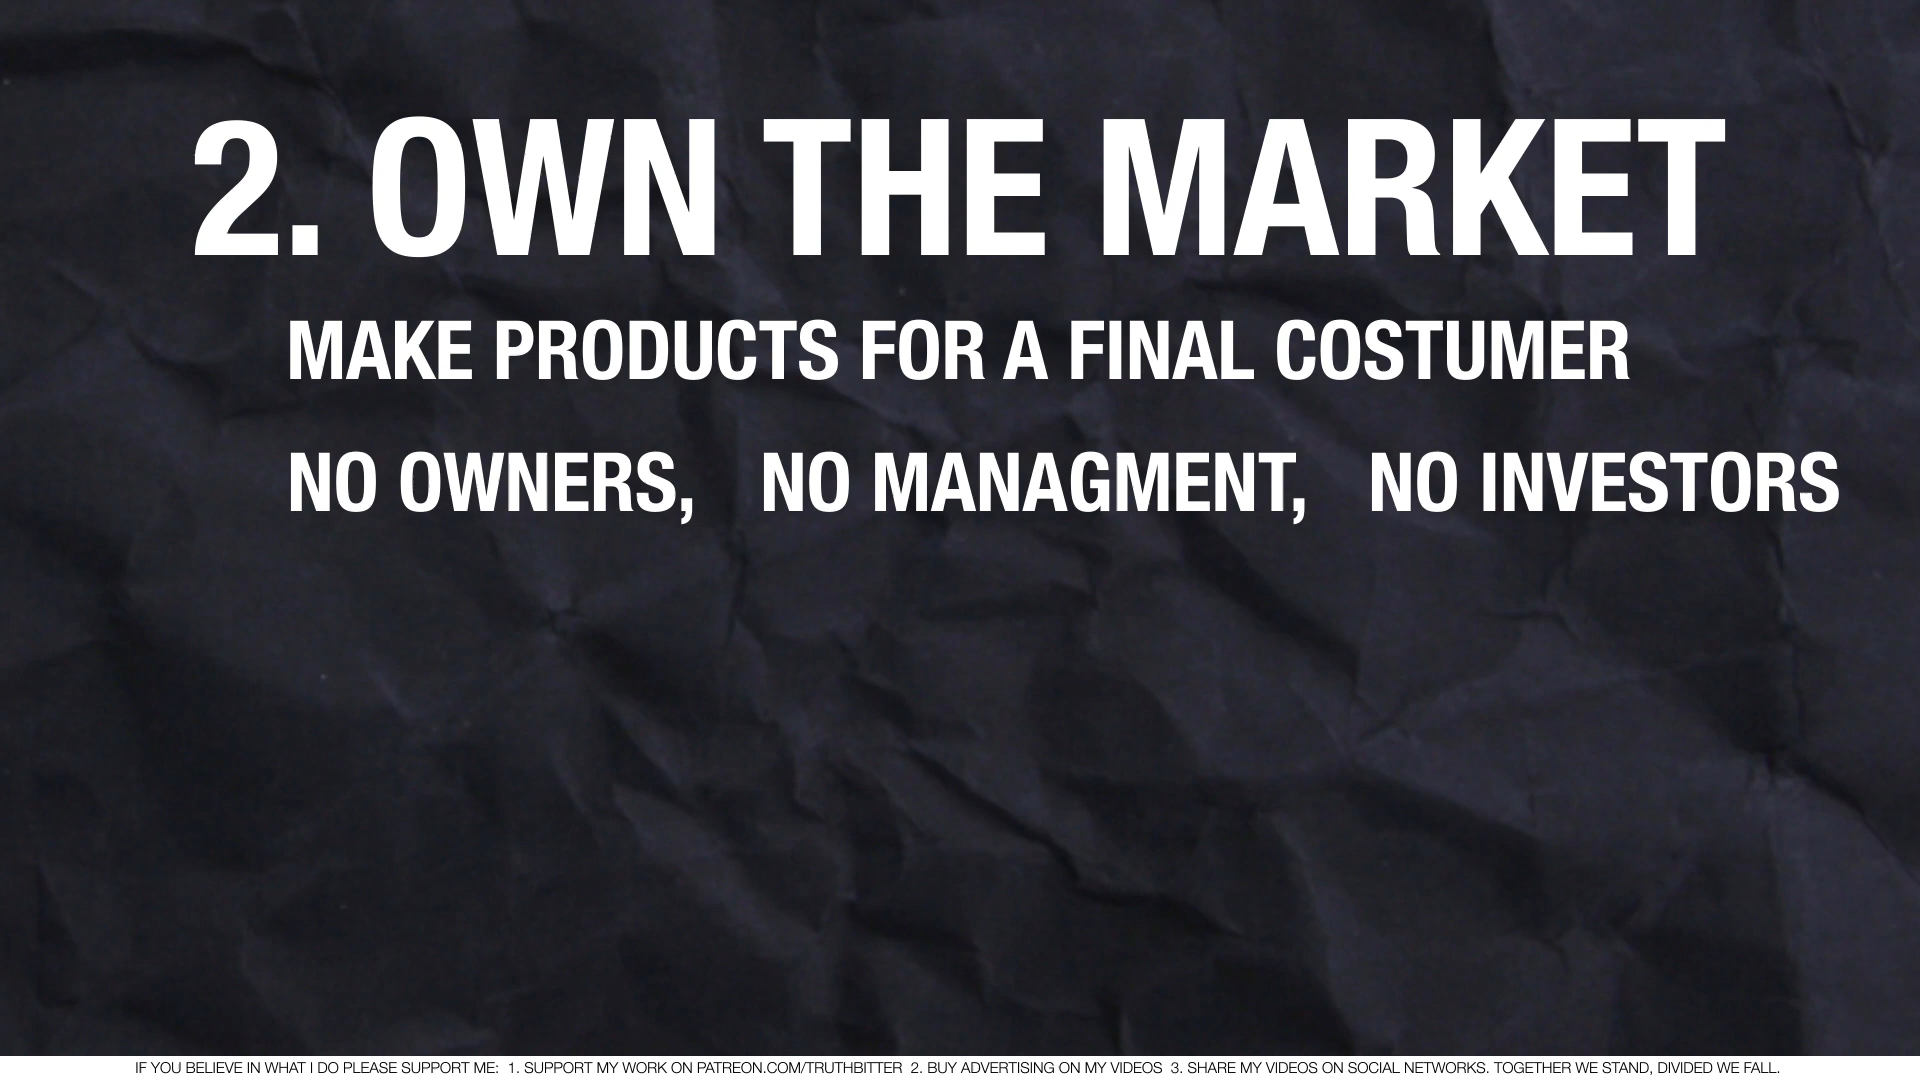 2. OWN THE MARKET
MAKE PRODUCTS FOR A FINAL COSTUMER
NO OWNERS, NO MANAGMENT, NO INVESTORS
IF YOU BELIEVE IN WHAT I DO PLEASE SUPPORT ME: 1. SUPPORT MY WORK ON PATREON.COM/TRUTHBITTER 2. BUY ADVERTISING ON MY VIDEOS 3. SHARE MY VIDEOS ON SOCIAL NETWORKS. TOGETHER WE STAND, DIVIDED WE FALL.